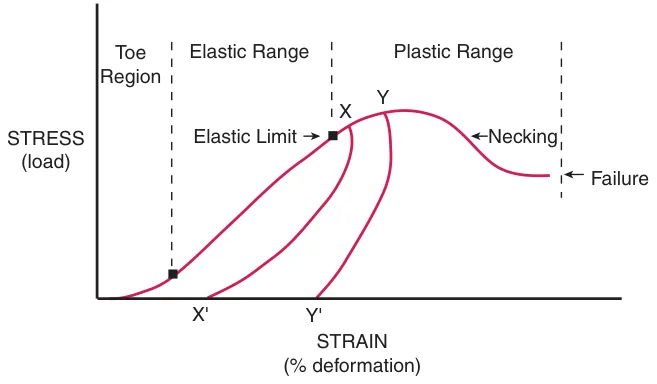 Toe
Region
Elastic Range
Plastic Range
X
Y
STRESS
(load)
Elastic Limit
Necking
Failure
X'
Y'
STRAIN
(% deformation)